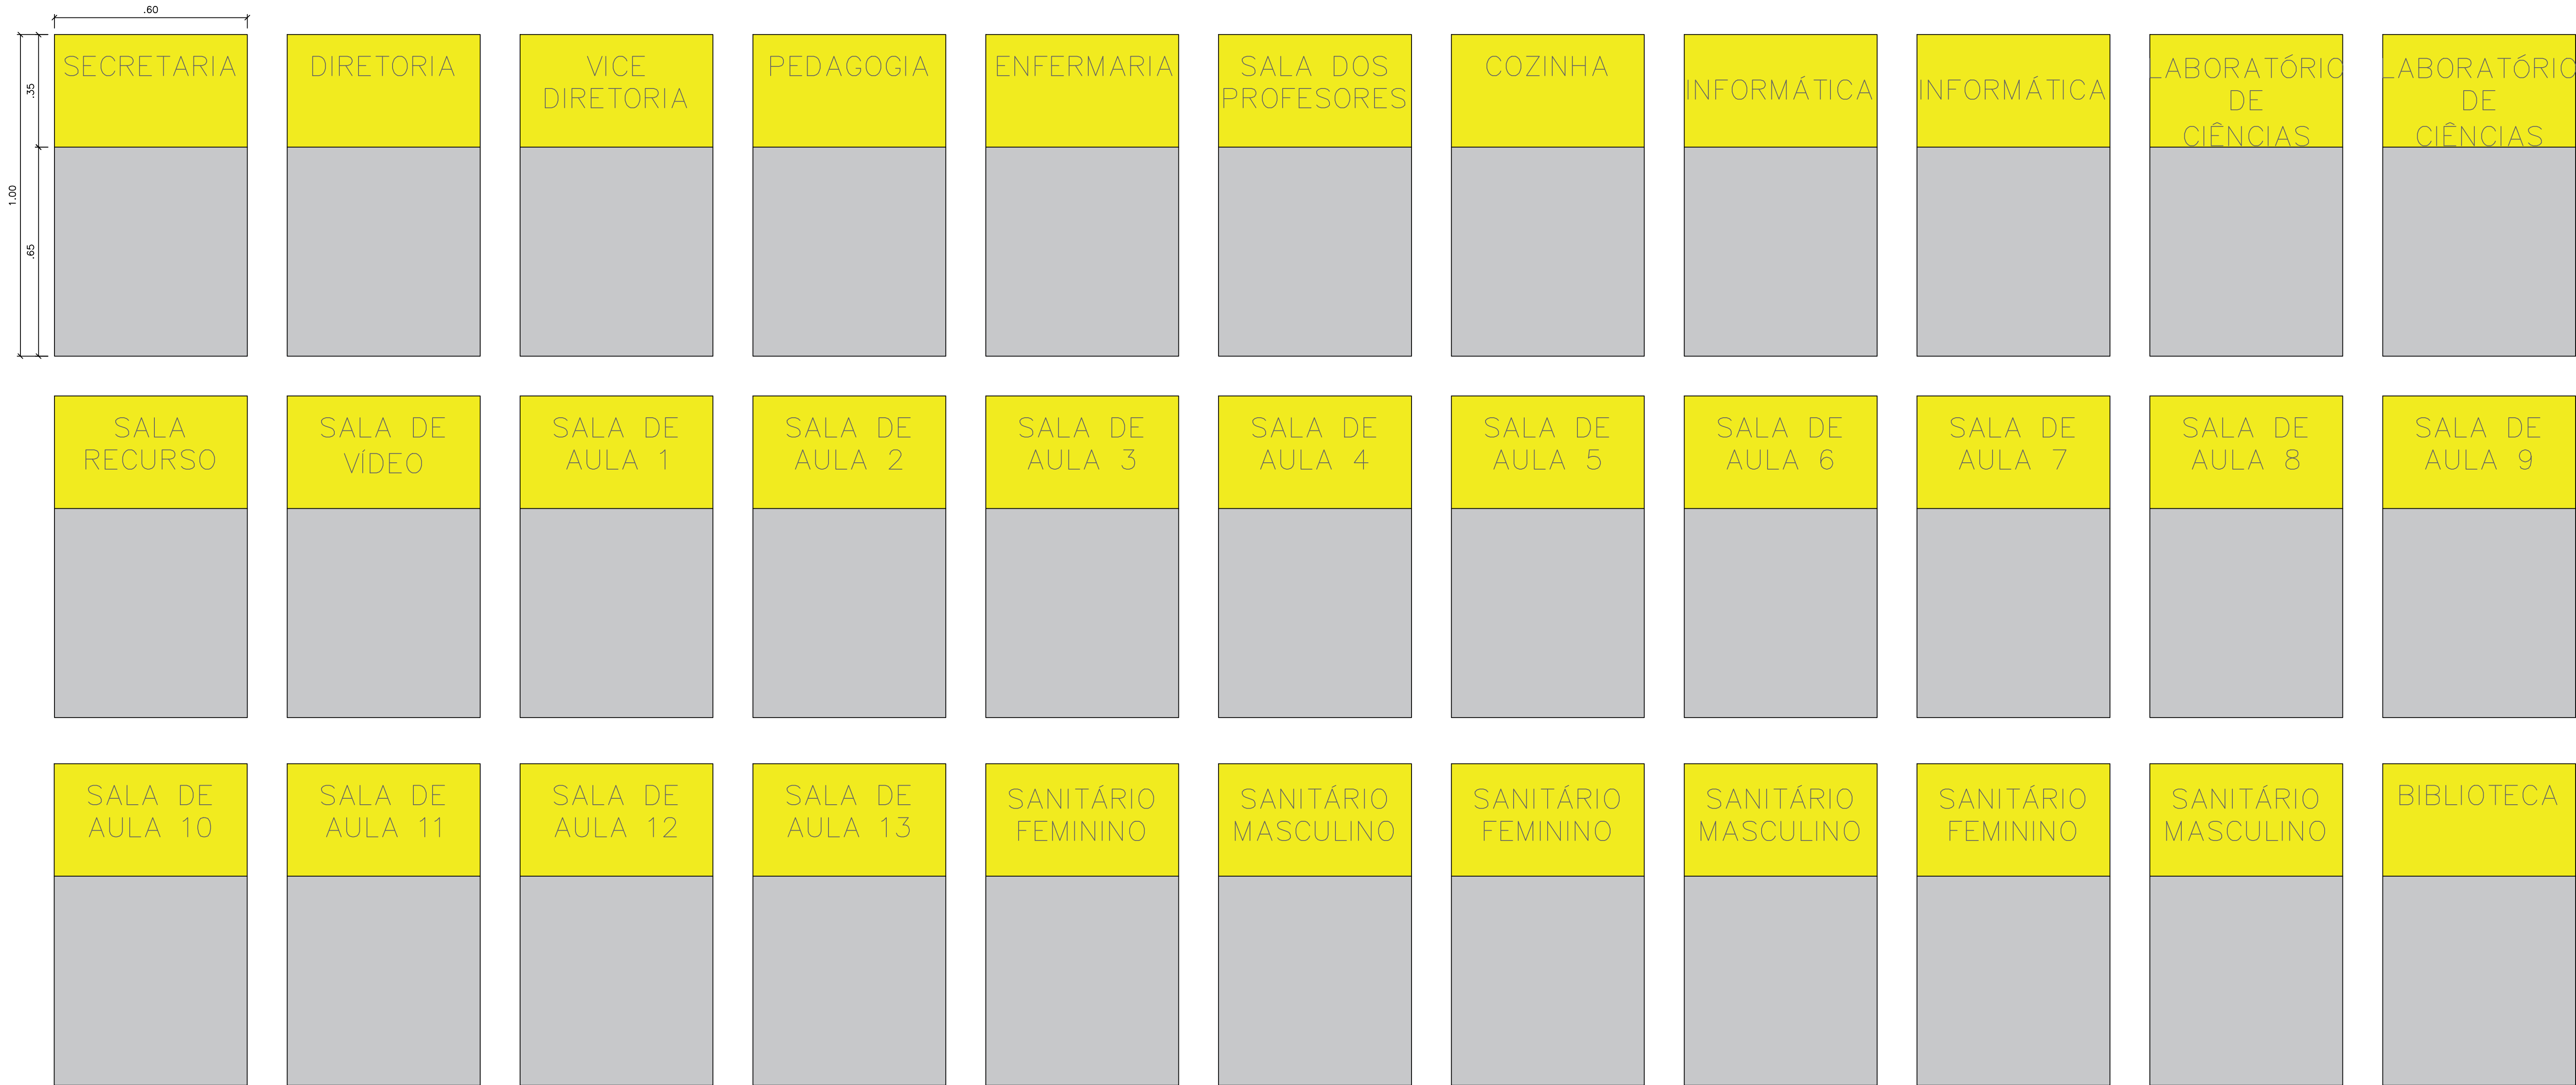 .60
1.00
.35
.65
SECRETARIA
DIRETORIA
VICE
DIRETORIA
PEDAGOGIA
ENFERMARIA
SALA DOS
PROFESORES
COZINHA
INFORMÁTICA
INFORMÁTICA
LABORATÓRIO
DE
CIÊNCIAS
LABORATÓRIO
DE
CIÊNCIAS
SALA
RECURSO
SALA DE
VÍDEO
SALA DE
AULA 1
SALA DE
AULA 2
SALA DE
AULA 3
SALA DE
AULA 4
SALA DE
AULA 5
SALA DE
AULA 6
SALA DE
AULA 7
SALA DE
AULA 8
SALA DE
AULA 9
SALA DE
AULA 10
SALA DE
AULA 11
SALA DE
AULA 12
SALA DE
AULA 13
SANITÁRIO
FEMININO
SANITÁRIO
MASCULINO
SANITÁRIO
FEMININO
SANITÁRIO
MASCULINO
SANITÁRIO
FEMININO
SANITÁRIO
MASCULINO
BIBLIOTECA